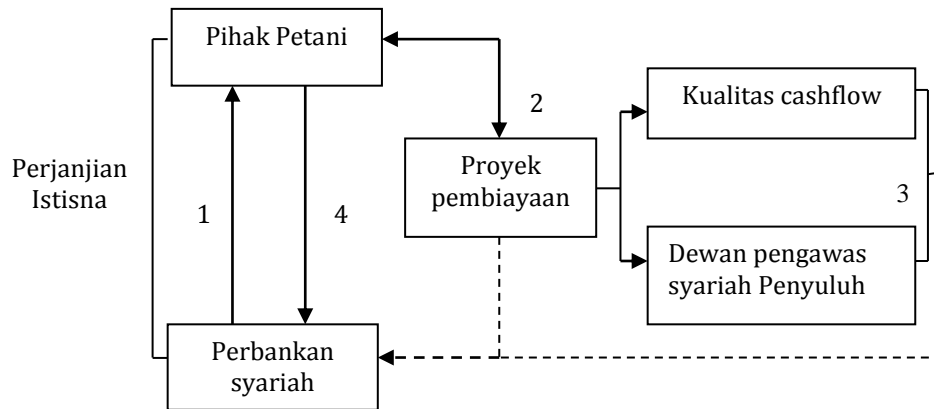 Pihak Petani
Kualitas cashflow
2
Proyek
pembiayaan
Perjanjian
Istisna
1
4
3
Dewan pengawas
syariah Penyuluh
Perbankan
syariah